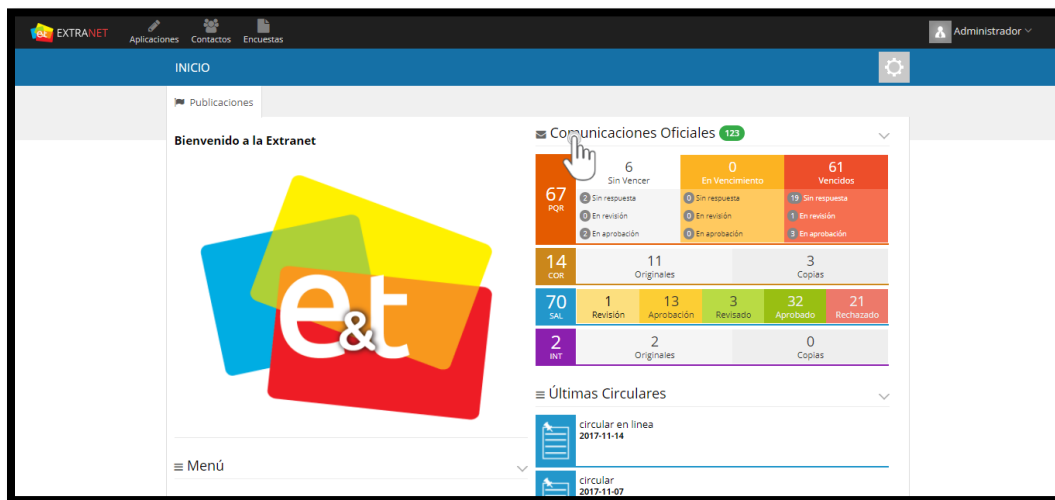 e&t EXTRANET
Aplicaciones Contactos Encuestas
Administrador
INICIO
Publicaciones
Bienvenido a la Extranet
e&t
Menú
Comunicaciones Oficiales 123
67 PQR
6 Sin Vencer
2 Sin respuesta
0 En revisión
2 En aprobación
0 En Vencimiento
0 Sin respuesta
0 En revisión
0 En aprobación
61 Vencidos
19 Sin respuesta
1 En revisión
3 En aprobación
14 COR
11 Originales
3 Copias
70 SAL
1 Revisión
13 Aprobación
3 Revisado
32 Aprobado
21 Rechazado
2 INT
2 Originales
0 Copias
Últimas Circulares
circular en linea
2017-11-14
circular
2017-11-07